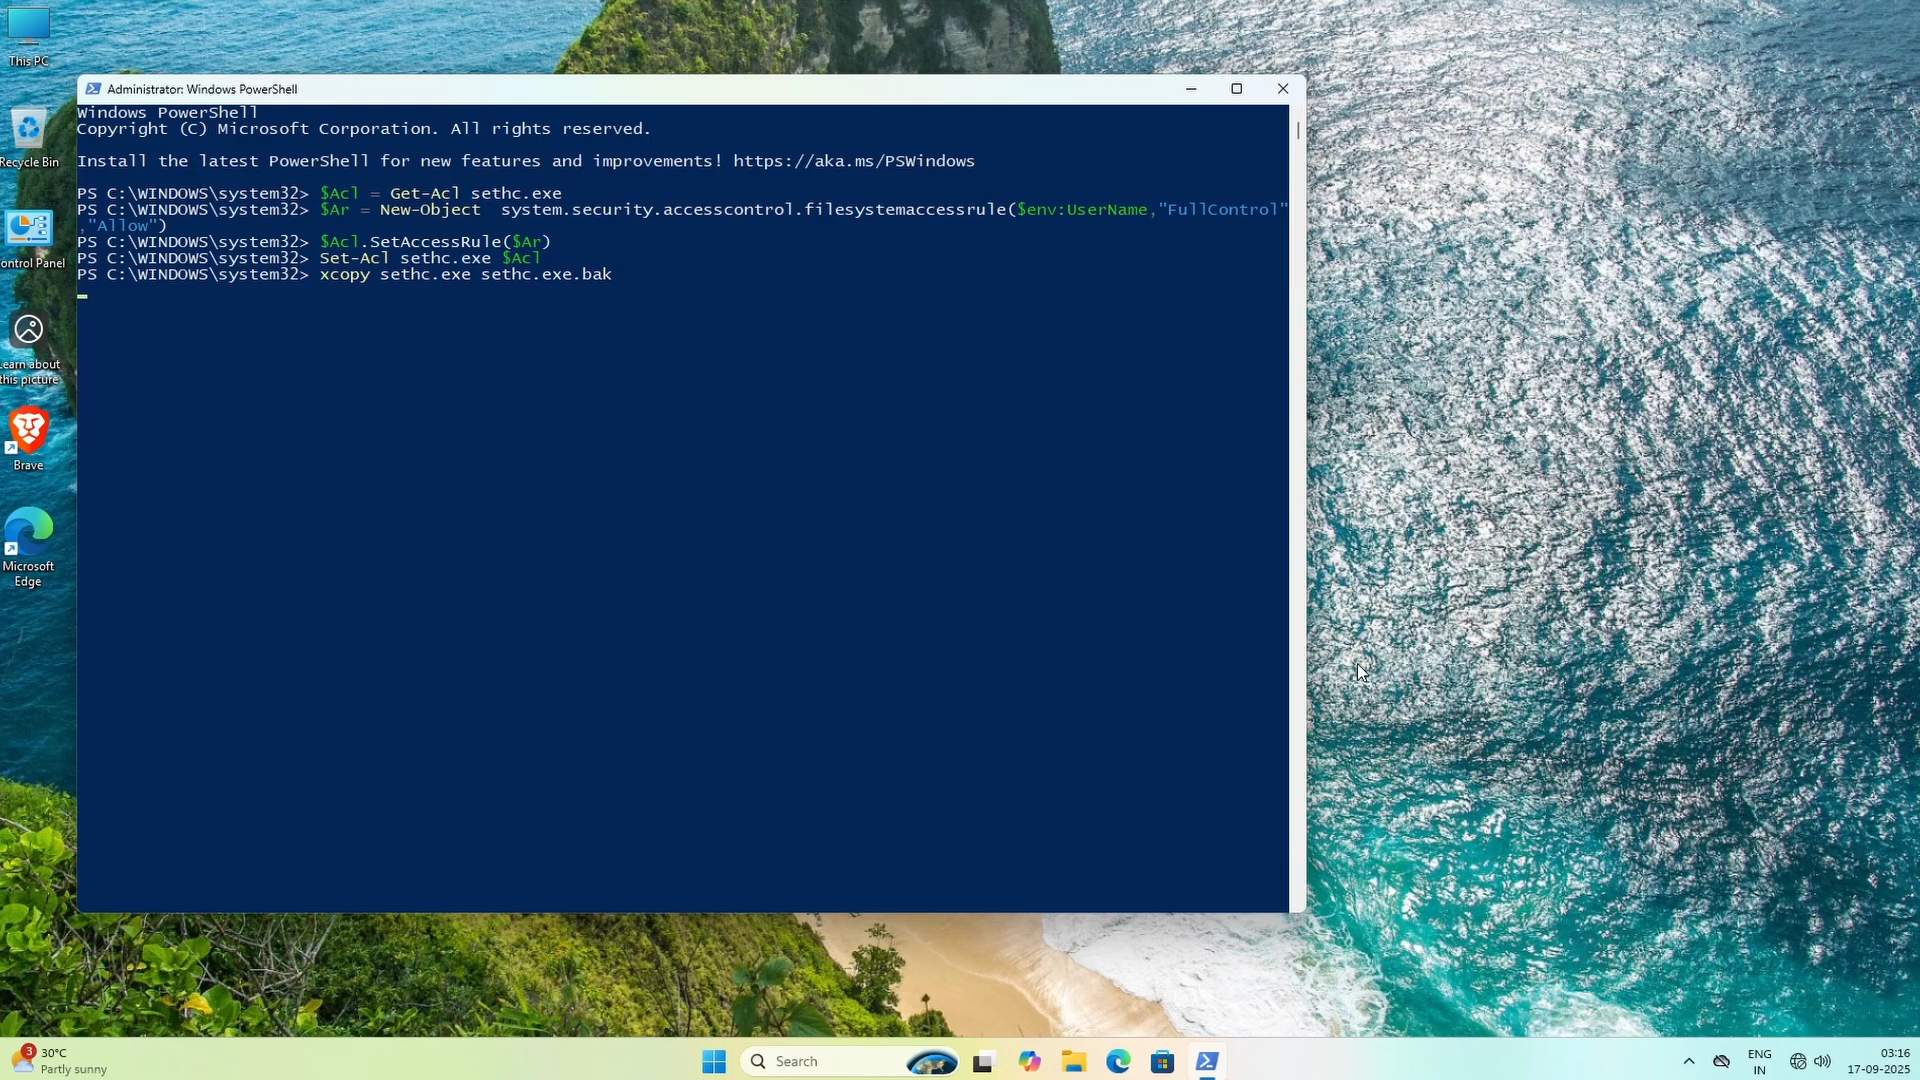 This PC
Administrator: Windows PowerShell
Windows PowerShell
Copyright (C) Microsoft Corporation. All rights reserved.
Install the latest PowerShell for new features and improvements! https://aka.ms/PSWindows
PS C:\WINDOWS\system32> $Acl = Get-Acl sethc.exe
PS C:\WINDOWS\system32> $Ar = New-Object  system.security.accesscontrol.filesystemaccessrule($env:UserName,"FullControl"
,"Allow")
PS C:\WINDOWS\system32> $Acl.SetAccessRule($Ar)
PS C:\WINDOWS\system32> Set-Acl sethc.exe $Acl
PS C:\WINDOWS\system32> xcopy sethc.exe sethc.exe.bak
Recycle Bin
ontrol Panel
earn about
this picture
Brave
Microsoft
Edge
3
30°C
Partly sunny
Search
ENG
IN
03:16
17-09-2025